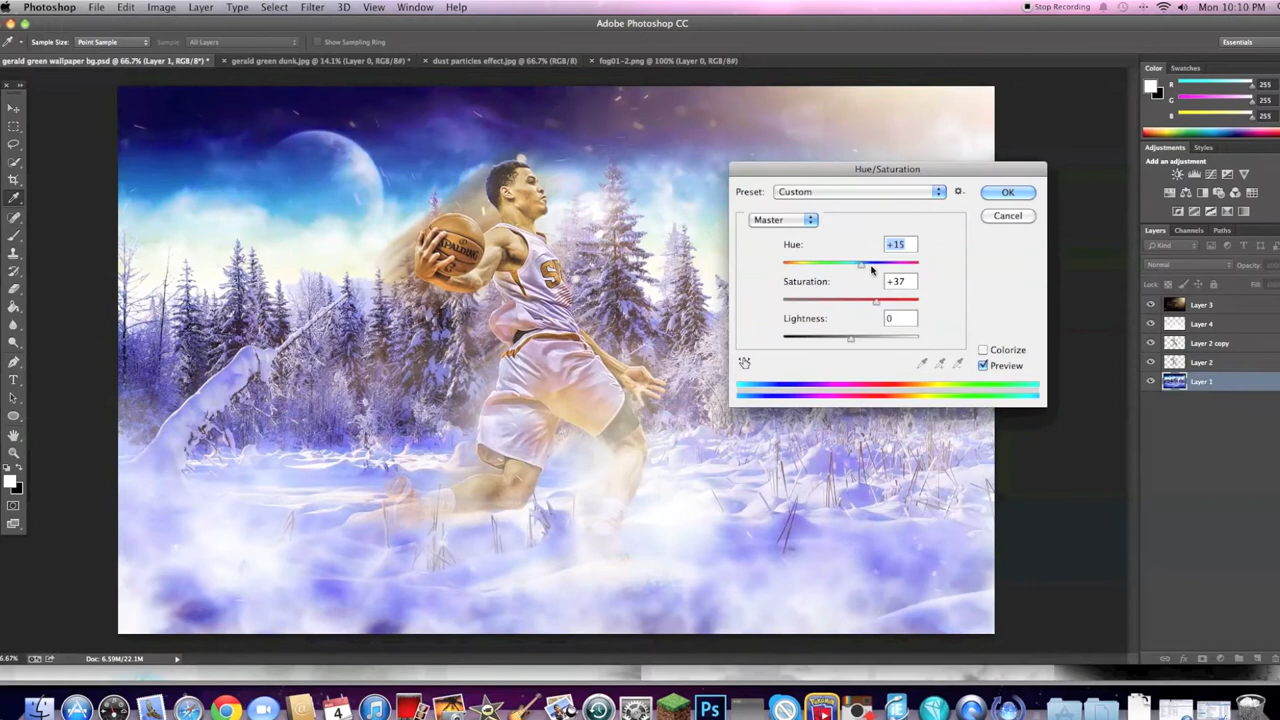 Photoshop File Edit Image Layer Type Select Filter 3D View Window Help Stop Recording Mon 10:10 PM
Adobe Photoshop CC
Sample Size: Point Sample Sample: All Layers Show Sampling Ring Essentials
gerald green wallpaper bg.psd @ 66.7% (Layer 1, RGB/8*) * × gerald green dunk.jpg @ 14.1% (Layer 0, RGB/8#) * × dust particles effect.jpg @ 66.7% (RGB/8) × fog01~2.png @ 100% (Layer 0, RGB/8#)
Color Swatches
R 255
G 255
B 255
Adjustments Styles
Add an adjustment
Layers Channels Paths
Kind
Normal Opacity:
Lock: Fill:
Layer 3
Layer 4
Layer 2 copy
Layer 2
Layer 1
Hue/Saturation
Preset: Custom OK
Cancel
Master
Hue: +15
Saturation: +37
Lightness: 0
Colorize
Preview
SPALDING
6.67% Doc: 6.59M/22.1M
4
Ps